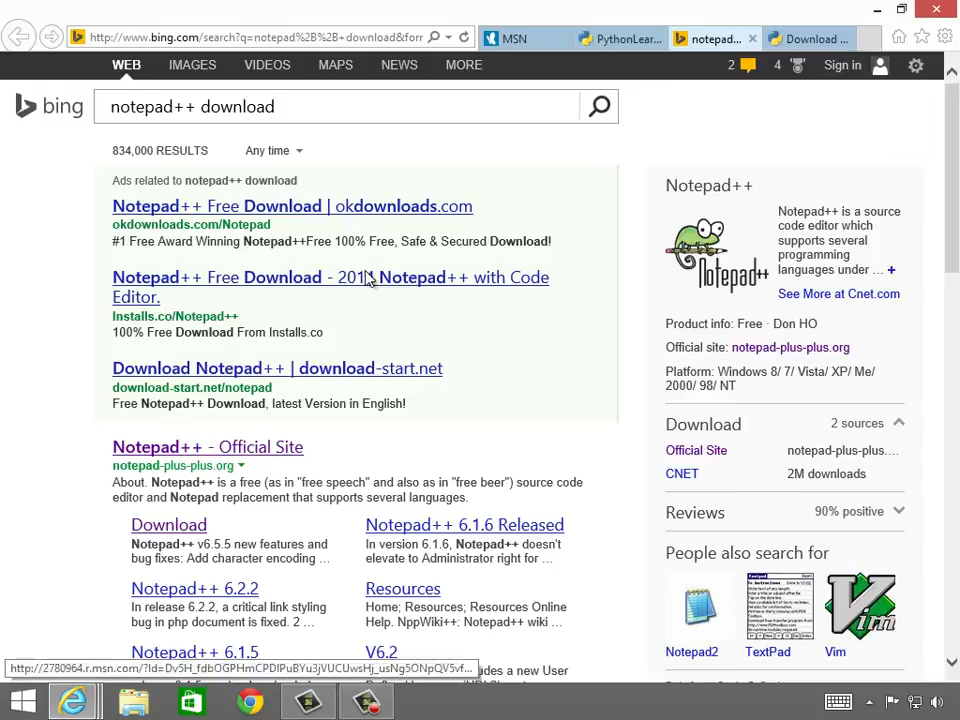 http://www.bing.com/search?q=notepad%2B%2B+download&for
MSN
PythonLear...
notepad...
Download ...
WEB IMAGES VIDEOS MAPS NEWS MORE
2 4 Sign in
bing
notepad++ download
834,000 RESULTS Any time
Ads related to notepad++ download
Notepad++ Free Download | okdownloads.com
okdownloads.com/Notepad
#1 Free Award Winning Notepad++Free 100% Free, Safe & Secured Download!
Notepad++ Free Download - 2014 Notepad++ with Code
Editor.
Installs.co/Notepad++
100% Free Download From Installs.co
Download Notepad++ | download-start.net
download-start.net/notepad
Free Notepad++ Download, latest Version in English!
Notepad++ - Official Site
notepad-plus-plus.org
About. Notepad++ is a free (as in "free speech" and also as in "free beer") source code
editor and Notepad replacement that supports several languages.
Download
Notepad++ v6.5.5 new features and
bug fixes: Add character encoding ...
Notepad++ 6.1.6 Released
In version 6.1.6, Notepad++ doesn't
elevate to Administrator right for ...
Notepad++ 6.2.2
In release 6.2.2, a critical link styling
bug in php document is fixed. 2 ...
Resources
Home; Resources; Resources Online
Help. NppWiki++: Notepad++ wiki ...
Notepad++ 6.1.5
V6.2
udes a new User
Notepad++
Notepad++ is a source
code editor which
supports several
programming
languages under ... +
See More at Cnet.com
Notepad++
Product info: Free · Don HO
Official site: notepad-plus-plus.org
Platform: Windows 8/ 7/ Vista/ XP/ Me/
2000/ 98/ NT
Download 2 sources
Official Site notepad-plus-plus....
CNET 2M downloads
Reviews 90% positive
People also search for
Notepad2 TextPad Vim